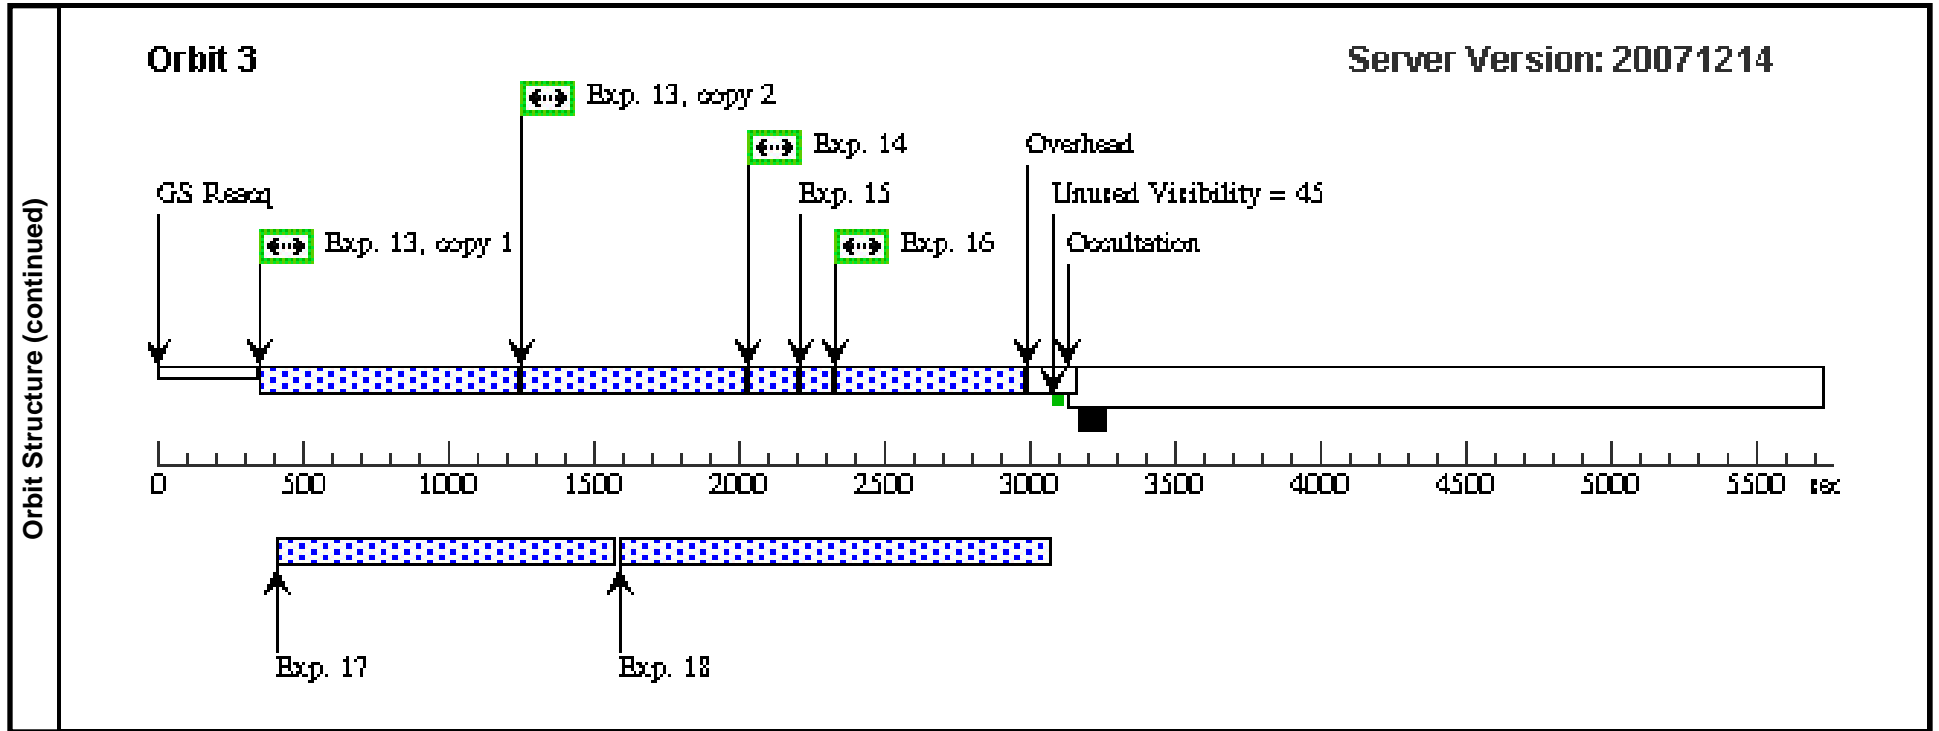 Orbit Structure (continued)
Orbit 3
Server Version: 20071214
Exp. 13, copy 2
Exp. 14
Overhead
GS Reacq
Exp. 15
Unused Visibility = 45
Exp. 13, copy 1
Exp. 16
Occultation
0 500 1000 1500 2000 2500 3000 3500 4000 4500 5000 5500 sec
Exp. 17
Exp. 18